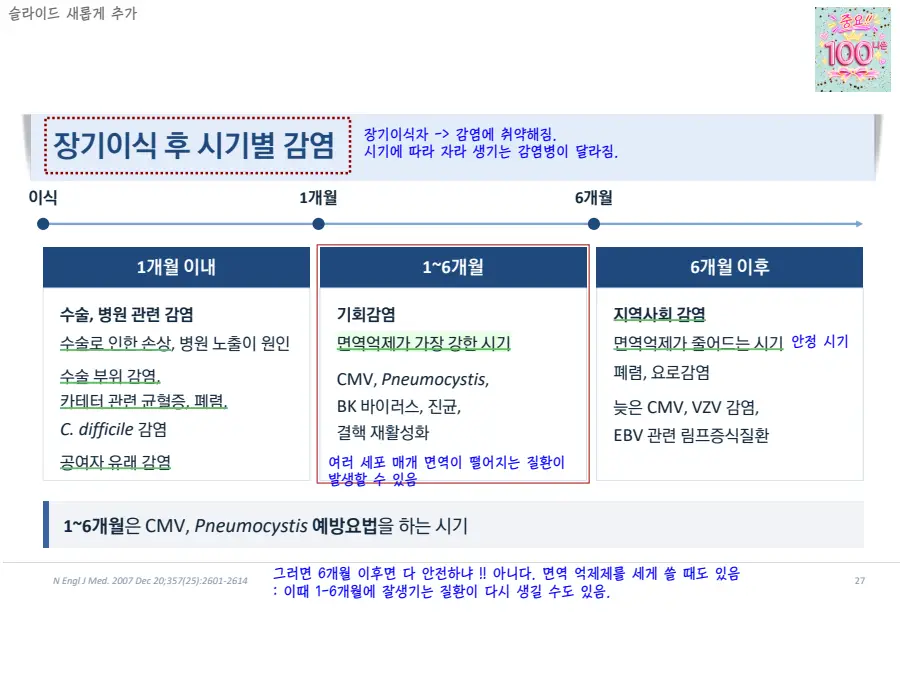 슬라이드 새롭게 추가
중요!!
100
장기이식 후 시기별 감염
장기이식자 -> 감염에 취약해짐.
시기에 따라 자라 생기는 감염병이 달라짐.
이식
1개월
6개월
1개월 이내
수술, 병원 관련 감염
수술로 인한 손상, 병원 노출이 원인
수술 부위 감염,
카테터 관련 균혈증, 폐렴,
C. difficile 감염
공여자 유래 감염
1~6개월
기회감염
면역억제가 가장 강한 시기
CMV, Pneumocystis,
BK 바이러스, 진균,
결핵 재활성화
여러 세포 매개 면역이 떨어지는 질환이
발생할 수 있음
6개월 이후
지역사회 감염
면역억제가 줄어드는 시기 안정 시기
폐렴, 요로감염
늦은 CMV, VZV 감염,
EBV 관련 림프증식질환
1~6개월은 CMV, Pneumocystis 예방요법을 하는 시기
N Engl J Med. 2007 Dec 20;357(25):2601-2614
그러면 6개월 이후면 다 안전하냐 !! 아니다. 면역 억제제를 세게 쓸 때도 있음
: 이때 1-6개월에 잘생기는 질환이 다시 생길 수도 있음.
27